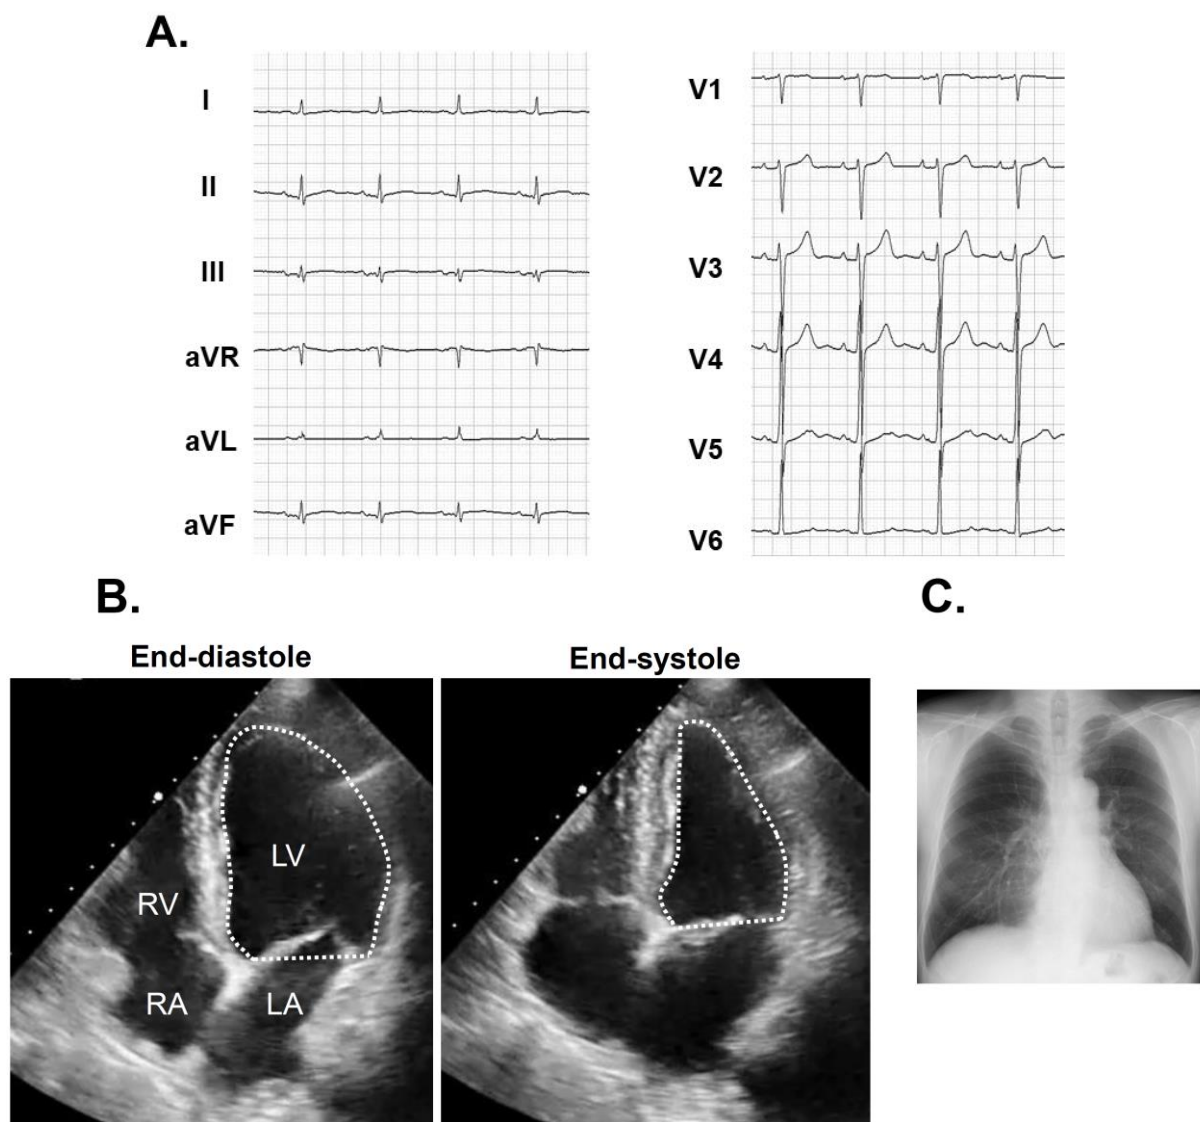 A.
I
II
III
aVR
aVL
aVF
V1
V2
V3
V4
V5
V6
B.
End-diastole
LV
RV
RA
LA
End-systole
C.